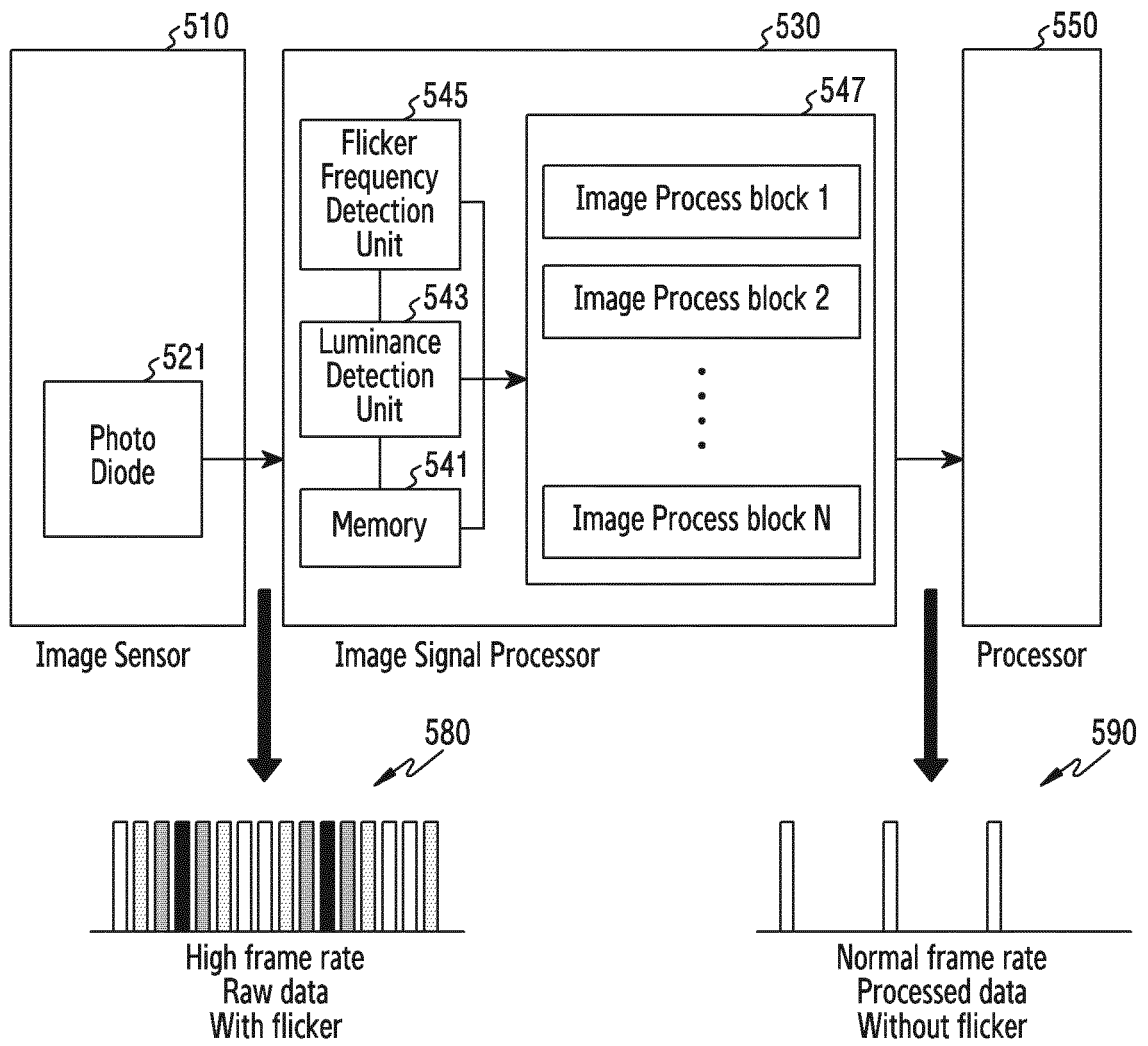 510
530
550
545
547
Flicker
Frequency
Detection
Unit
Image Process block 1
Image Process block 2
543
Luminance
Detection
Unit
521
Photo
Diode
541
Memory
Image Process block N
Image Sensor
Image Signal Processor
Processor
580
590
High frame rate
Raw data
With flicker
Normal frame rate
Processed data
Without flicker